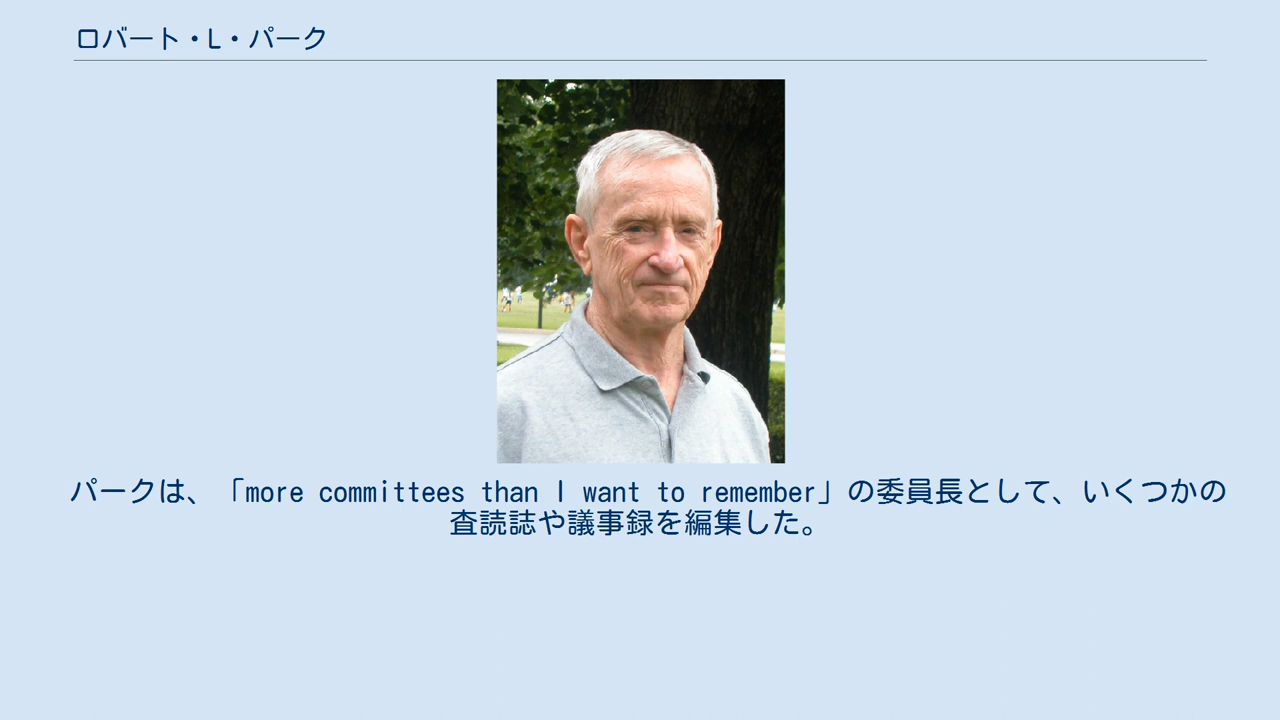 ロバート・L・パーク
パークは、「more committees than I want to remember」の委員長として、いくつかの
査読誌や議事録を編集した。